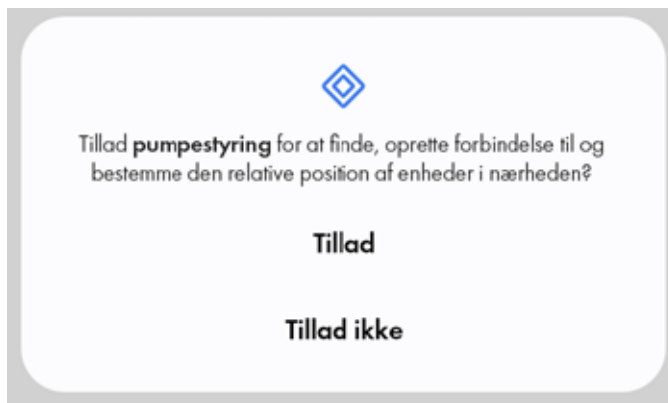 Tillad pumpestyring for at finde, oprette forbindelse til og
bestemme den relative position af enheder i nærheden?
Tillad
Tillad ikke